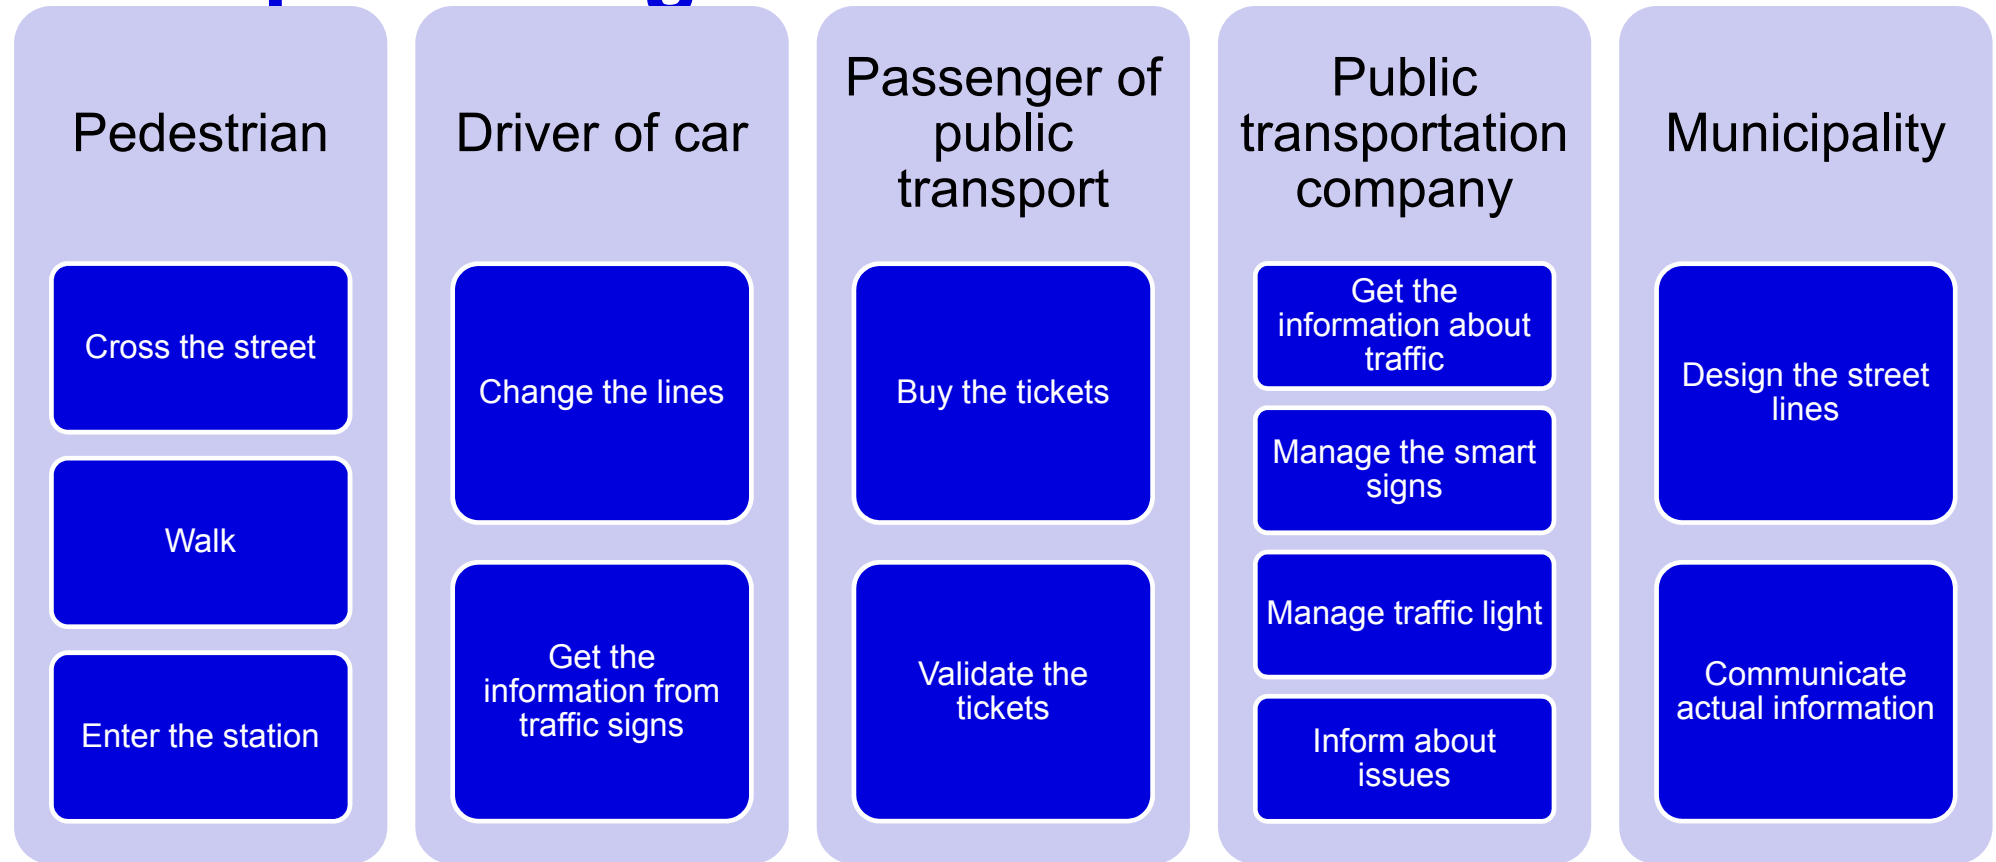 Pedestrian
Cross the street
Walk
Enter the station
Driver of car
Change the lines
Get the
information from
traffic signs
Passenger of
public
transport
Buy the tickets
Validate the
tickets
Public
transportation
company
Get the
information about
traffic
Manage the smart
signs
Manage traffic light
Inform about
issues
Municipality
Design the street
lines
Communicate
actual information